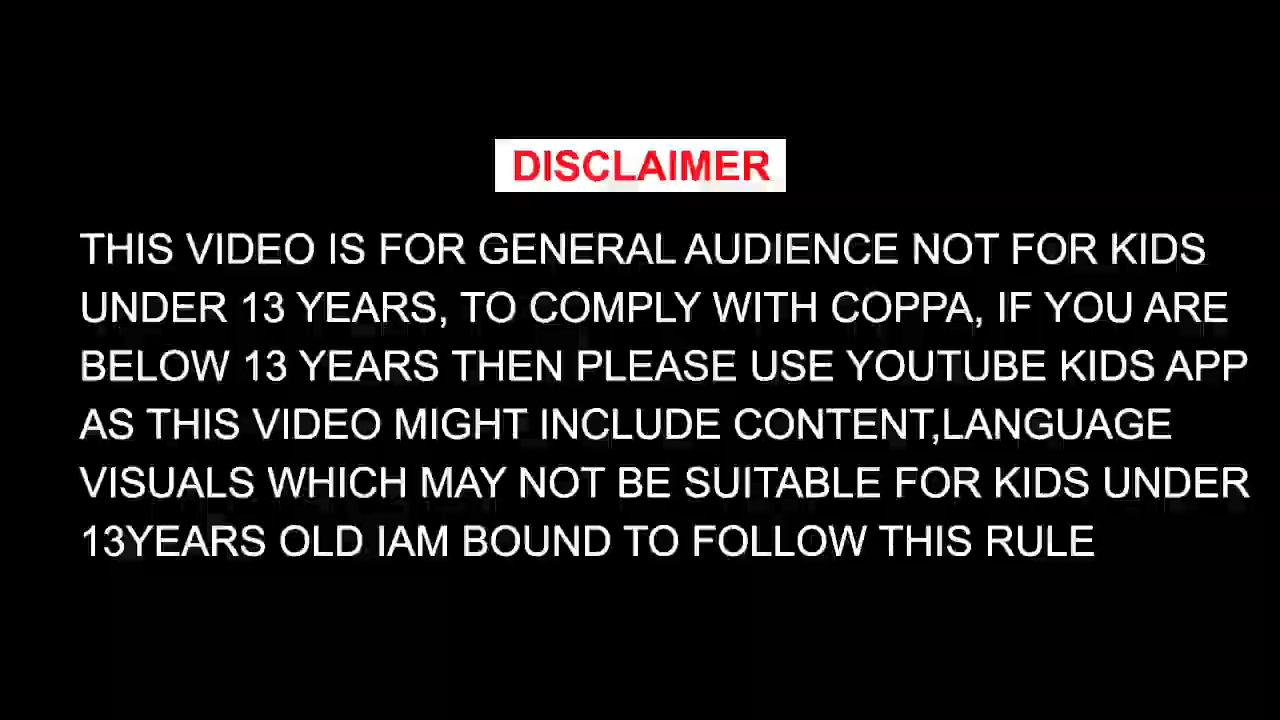 DISCLAIMER
THIS VIDEO IS FOR GENERAL AUDIENCE NOT FOR KIDS
UNDER 13 YEARS, TO COMPLY WITH COPPA, IF YOU ARE
BELOW 13 YEARS THEN PLEASE USE YOUTUBE KIDS APP
AS THIS VIDEO MIGHT INCLUDE CONTENT,LANGUAGE
VISUALS WHICH MAY NOT BE SUITABLE FOR KIDS UNDER
13YEARS OLD IAM BOUND TO FOLLOW THIS RULE